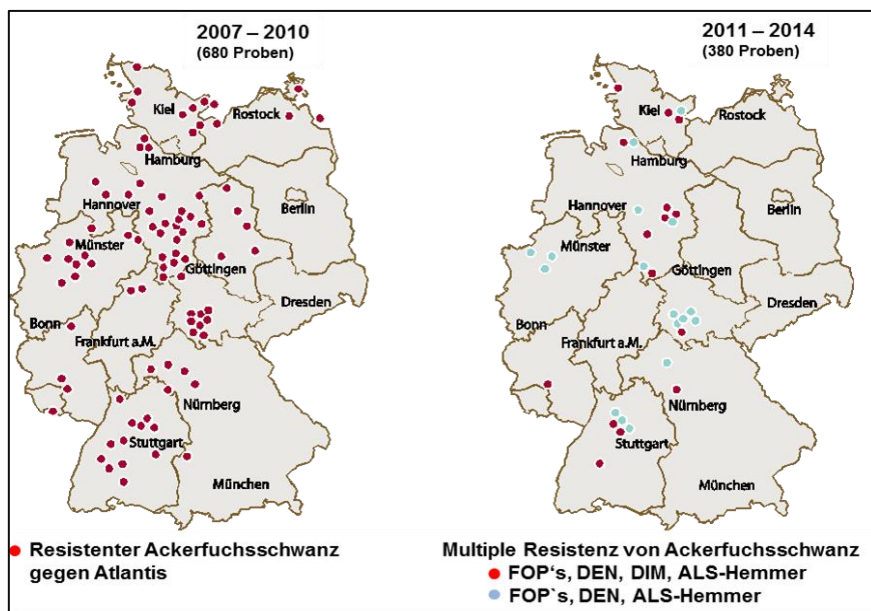 2007 – 2010
(680 Proben)
Kiel
Rostock
Hamburg
Hannover
Berlin
Münster
Göttingen
Dresden
Bonn
Frankfurt a.M.
Nürnberg
Stuttgart
München
Resistenter Ackerfuchsschwanz
gegen Atlantis
2011 – 2014
(380 Proben)
Kiel
Rostock
Hamburg
Hannover
Berlin
Münster
Göttingen
Dresden
Bonn
Frankfurt a.M.
Nürnberg
Stuttgart
München
Multiple Resistenz von Ackerfuchsschwanz
FOP‘s, DEN, DIM, ALS-Hemmer
FOP`s, DEN, ALS-Hemmer